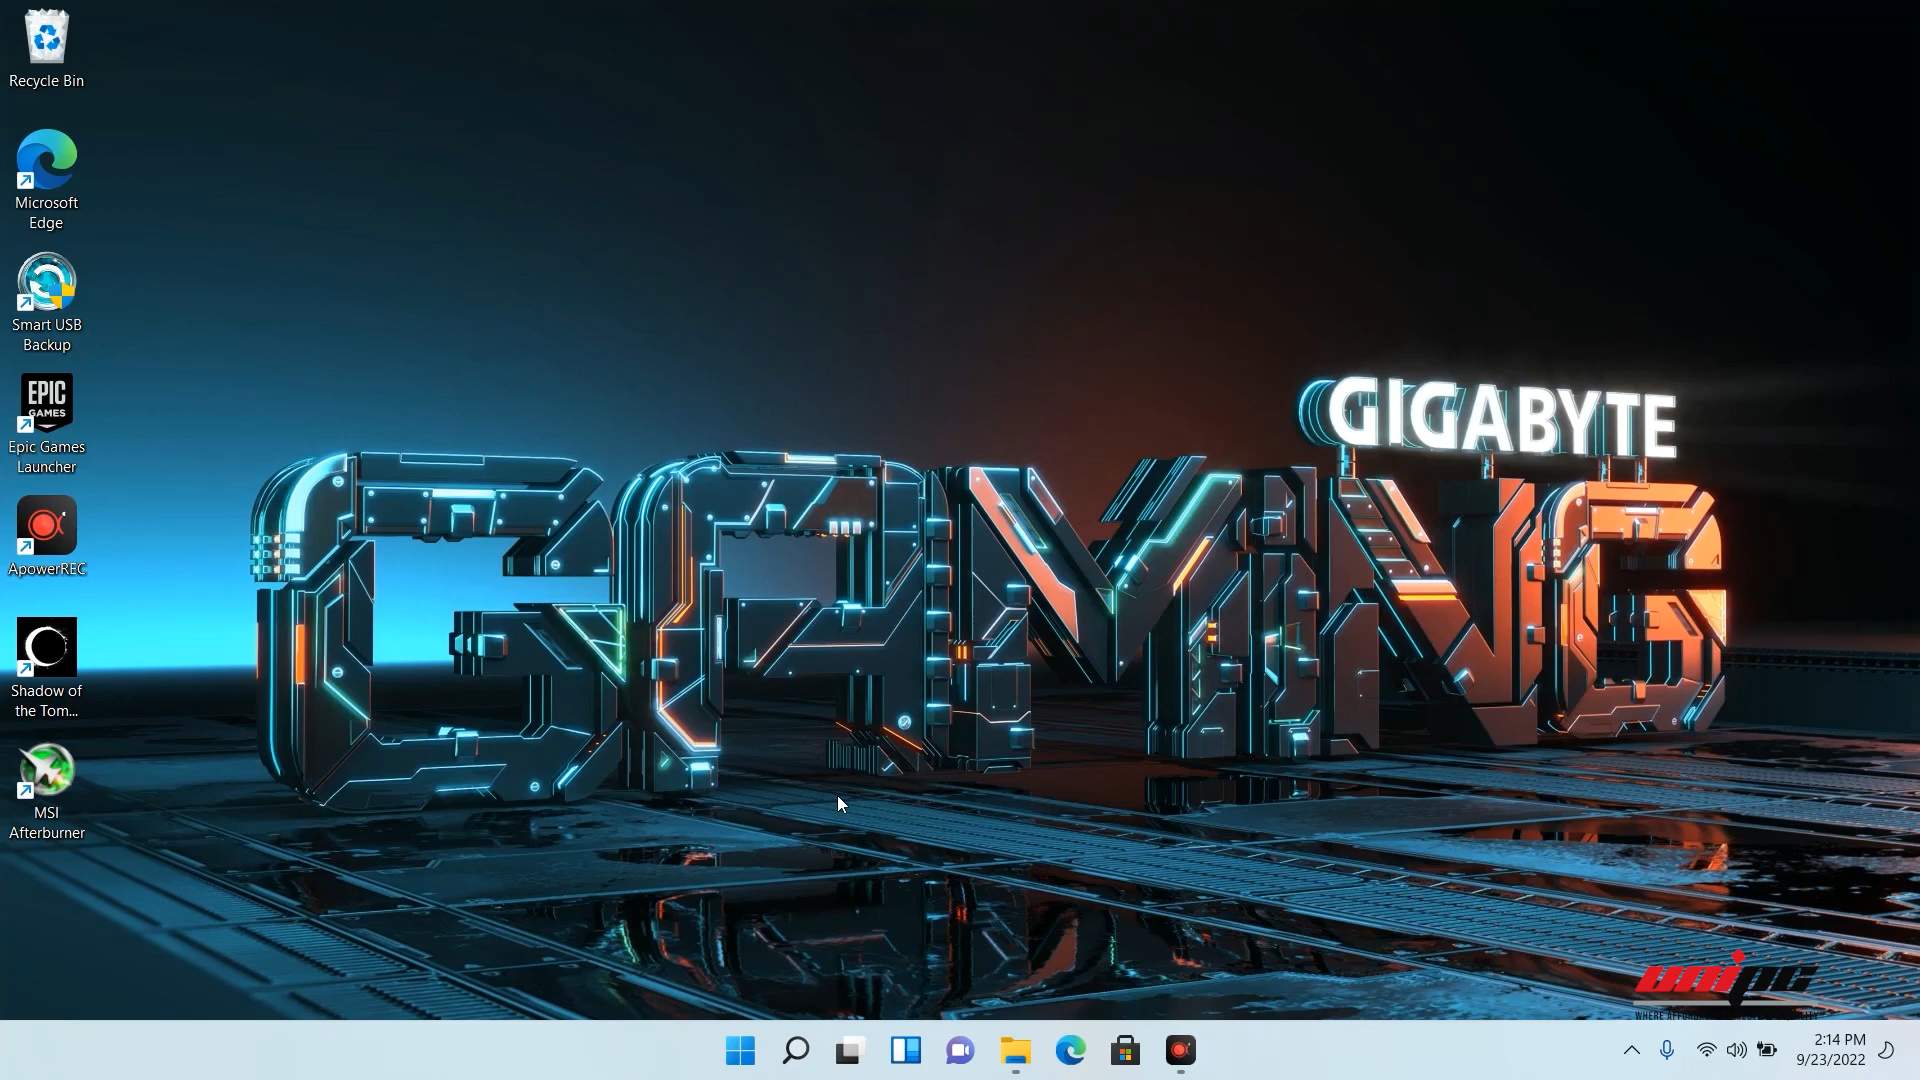 Recycle Bin
Microsoft
Edge
Smart USB
Backup
EPIC
GAMES
Epic Games
Launcher
ApowerREC
Shadow of
the Tom...
MSI
Afterburner
GIGABYTE
GAMING
unipc
2:14 PM
9/23/2022